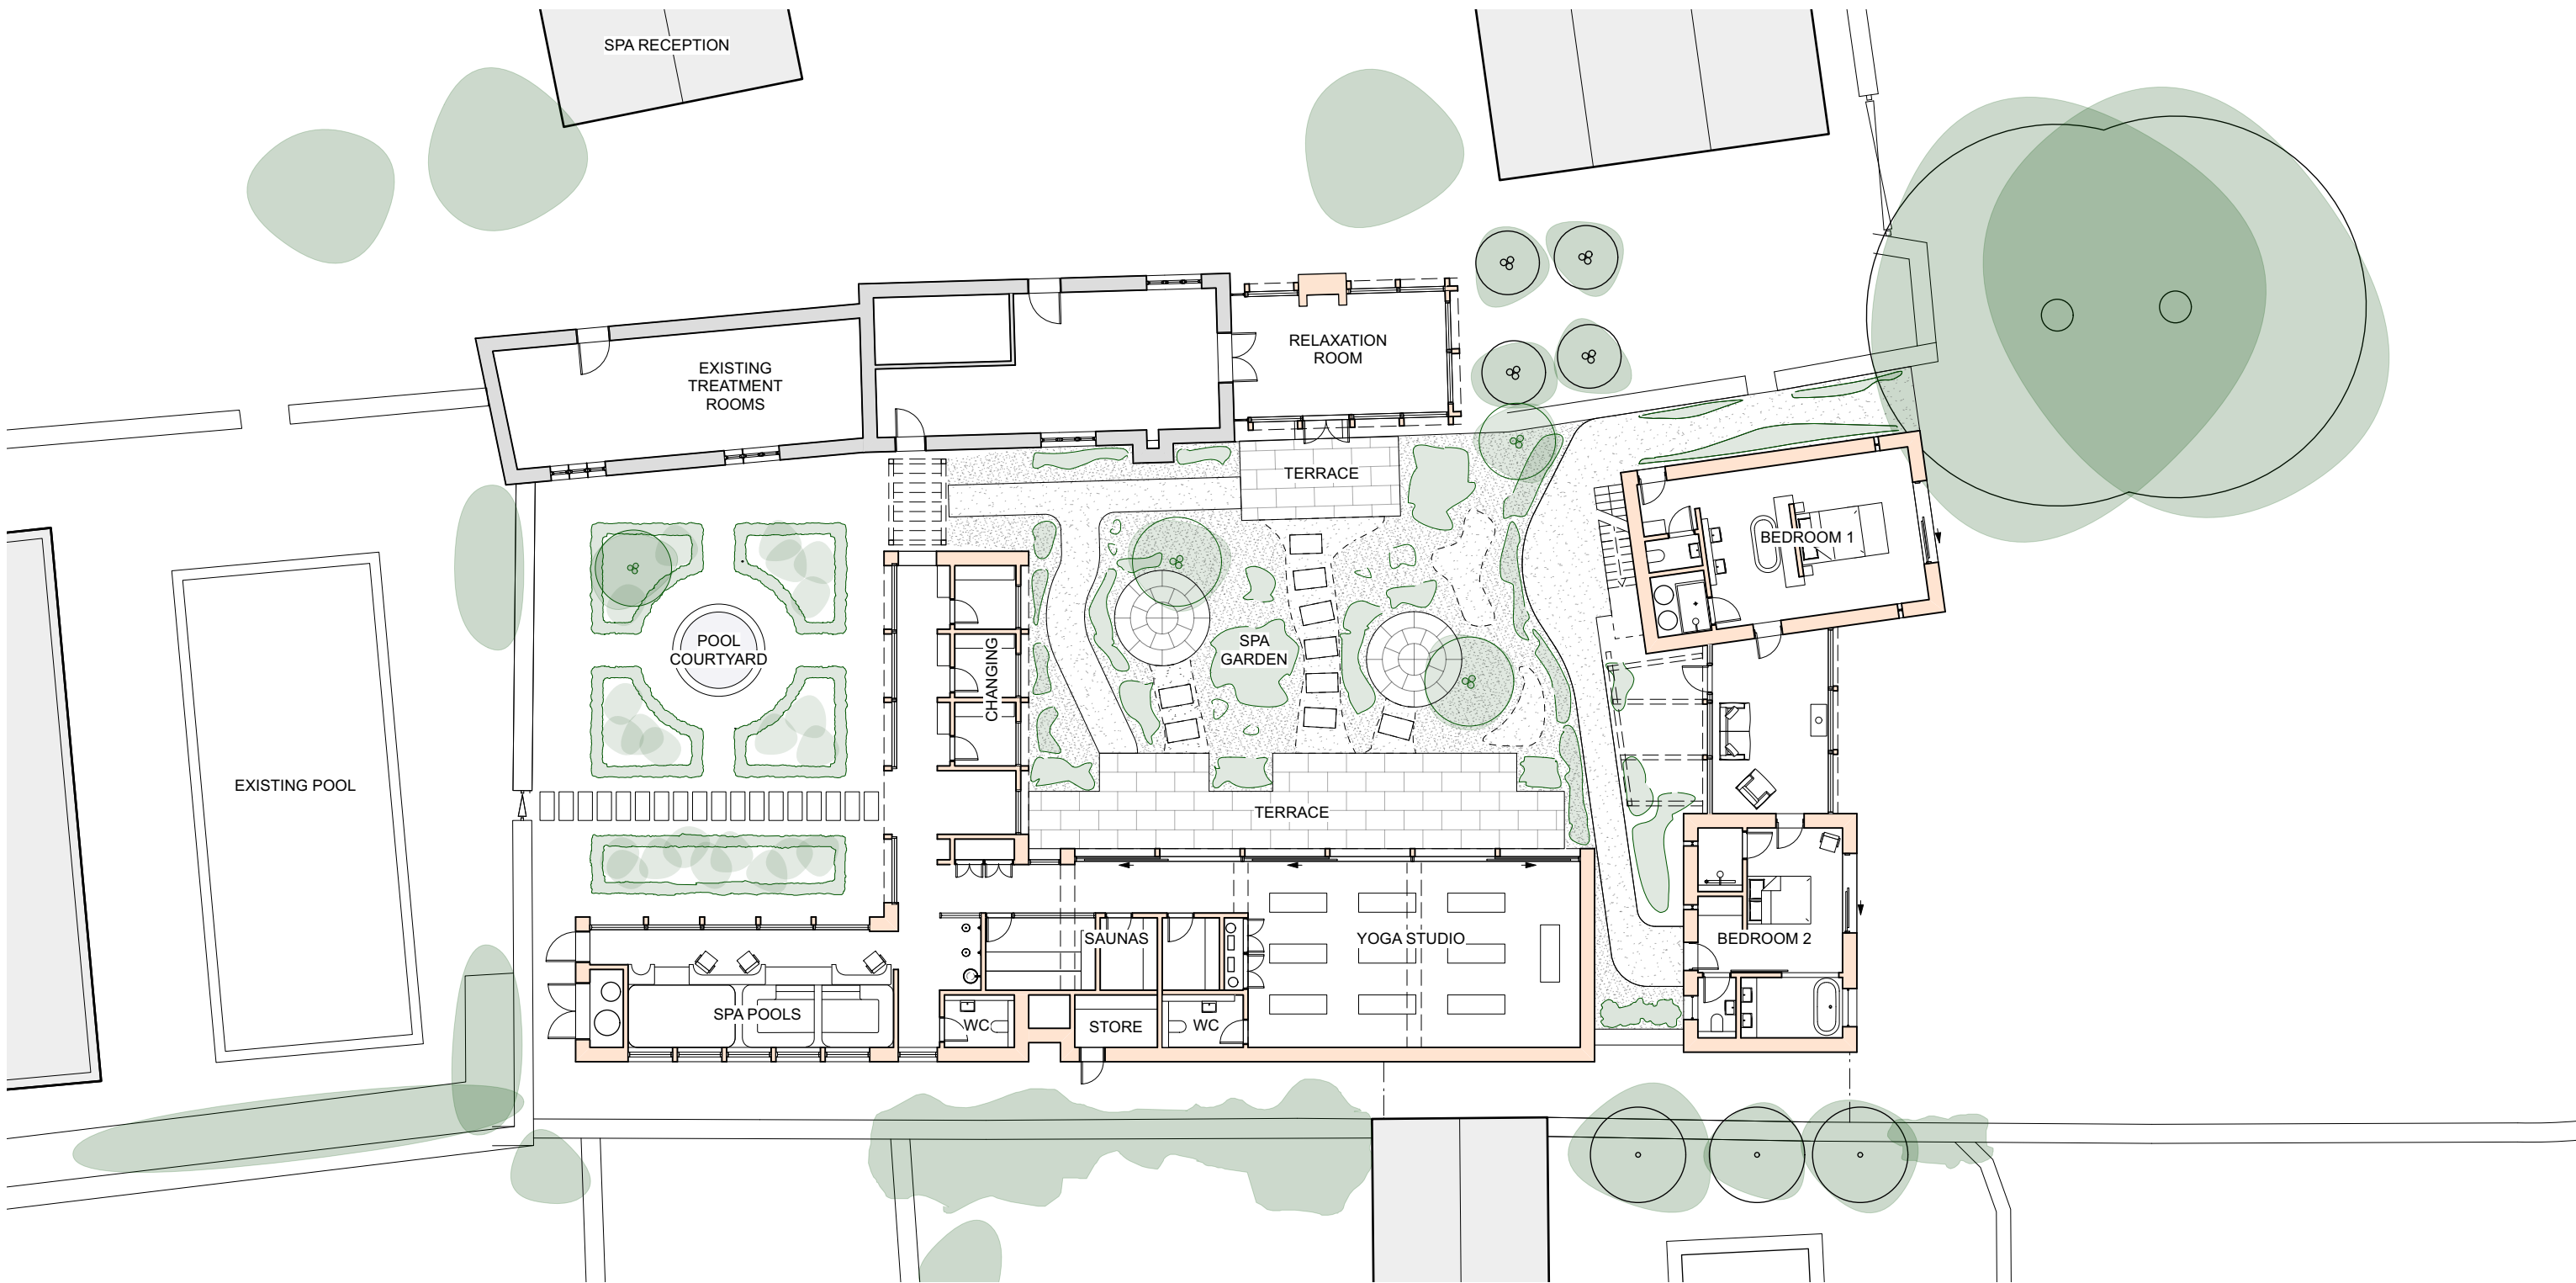 SPA RECEPTION
RELAXATION
ROOM
EXISTING
TREATMENT
ROOMS
TERRACE
BEDROOM 1
POOL
COURTYARD
CHANGING
SPA
GARDEN
EXISTING POOL
TERRACE
SAUNAS
YOGA STUDIO
BEDROOM 2
SPA POOLS
WC
STORE
WC